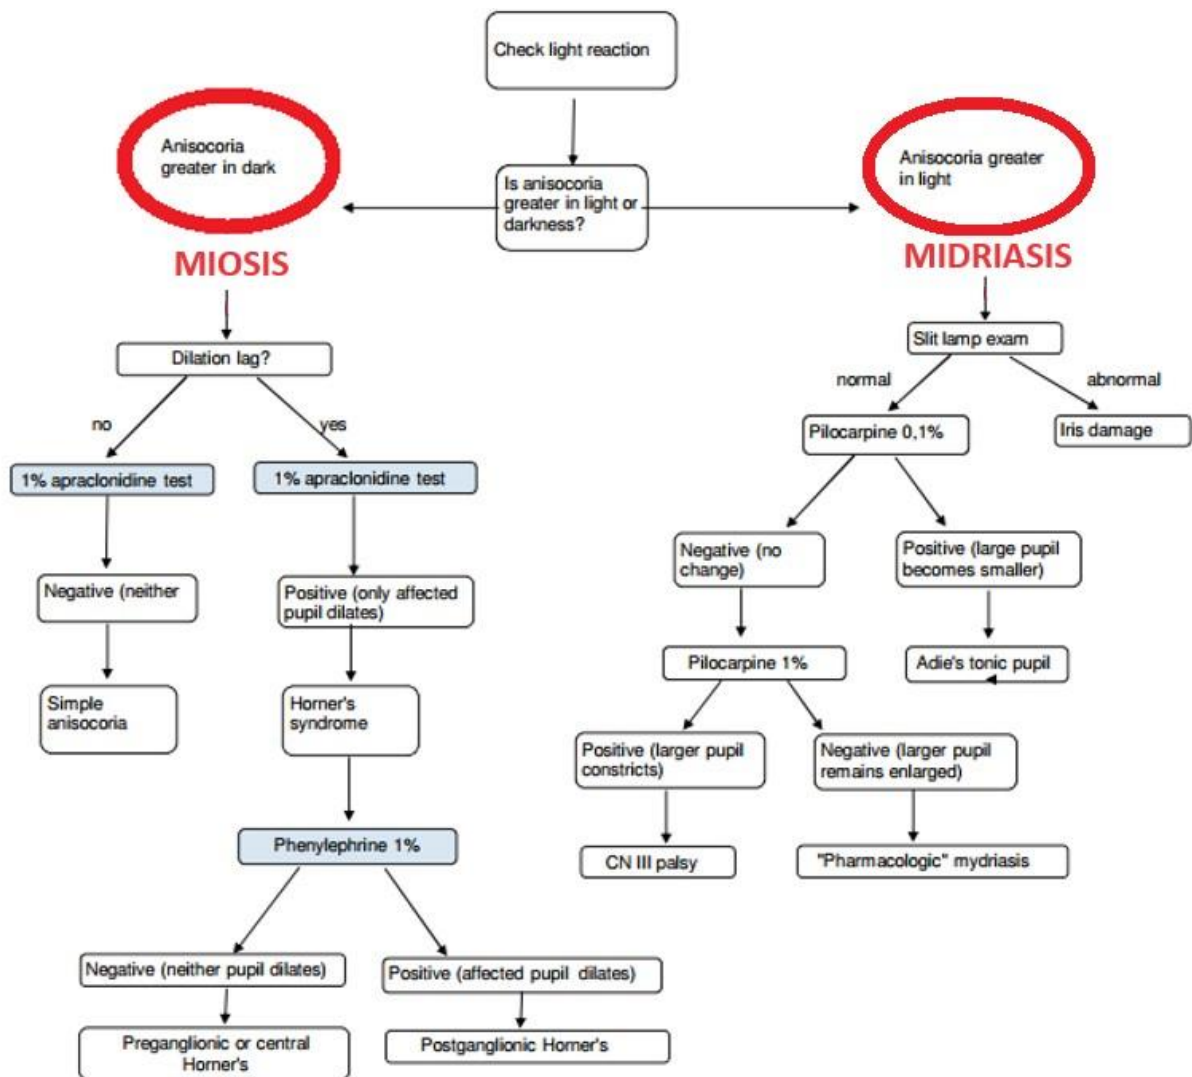 Check light reaction
Anisocoria
greater in dark
Is anisocoria
greater in light or
darkness?
Anisocoria greater
in light
MIOSIS
MIDRIASIS
Dilation lag?
Slit lamp exam
no
yes
normal
abnormal
1% apraclonidine test
1% apraclonidine test
Pilocarpine 0,1%
Iris damage
Negative (neither
Positive (only affected
pupil dilates)
Negative (no
change)
Positive (large pupil
becomes smaller)
Simple
anisocoria
Horner's
syndrome
Pilocarpine 1%
Adie's tonic pupil
Positive (larger pupil
constricts)
Negative (larger pupil
remains enlarged)
Phenylephrine 1%
CN III palsy
"Pharmacologic" mydriasis
Negative (neither pupil dilates)
Positive (affected pupil dilates)
Preganglionic or central
Horner's
Postganglionic Horner's